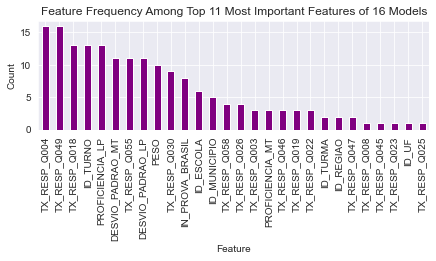 Feature Frequency Among Top 11 Most Important Features of 16 Models
15
10
5
0
Count
TX_RESP_Q004
TX_RESP_Q049
TX_RESP_Q018
ID_TURNO
PROFICIENCIA_LP
DESVIO_PADRAO_MT
TX_RESP_Q055
DESVIO_PADRAO_LP
PESO
TX_RESP_Q030
IN_PROVA_BRASIL
ID_ESCOLA
ID_MUNICIPIO
TX_RESP_Q058
TX_RESP_Q026
TX_RESP_Q003
PROFICIENCIA_MT
TX_RESP_Q046
TX_RESP_Q019
TX_RESP_Q022
ID_TURMA
ID_REGIAO
TX_RESP_Q047
TX_RESP_Q008
TX_RESP_Q045
TX_RESP_Q023
ID_UF
TX_RESP_Q025
Feature